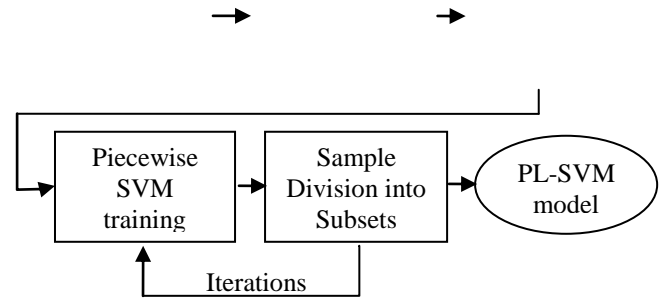 Piecewise
SVM
training
Sample
Division into
Subsets
PL-SVM
model
Iterations